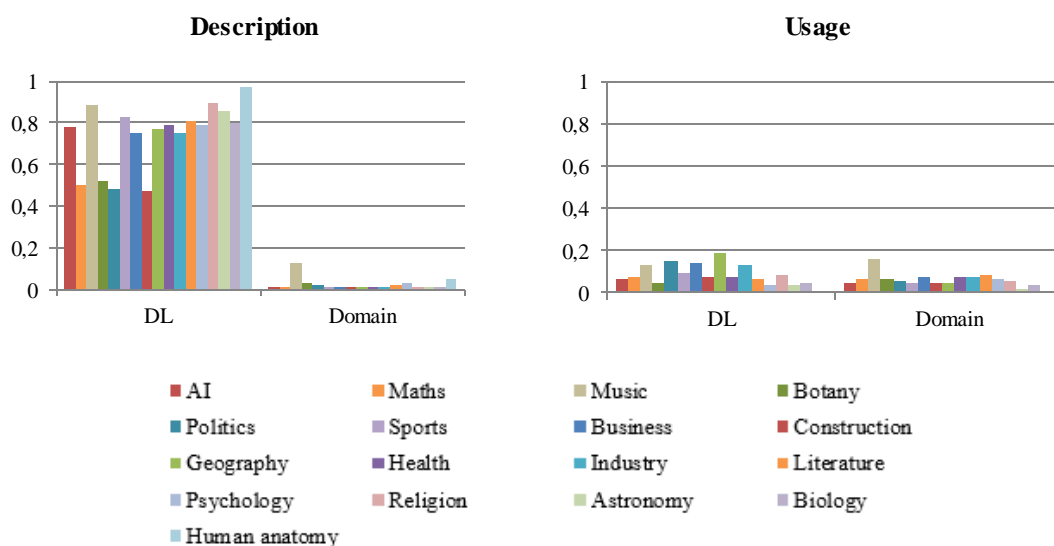 Description
Usage
1
0,8
0,6
0,4
0,2
0
DL
Domain
1
0,8
0,6
0,4
0,2
0
DL
Domain
AI Maths Music Botany
Politics Sports Business Construction
Geography Health Industry Literature
Psychology Religion Astronomy Biology
Human anatomy